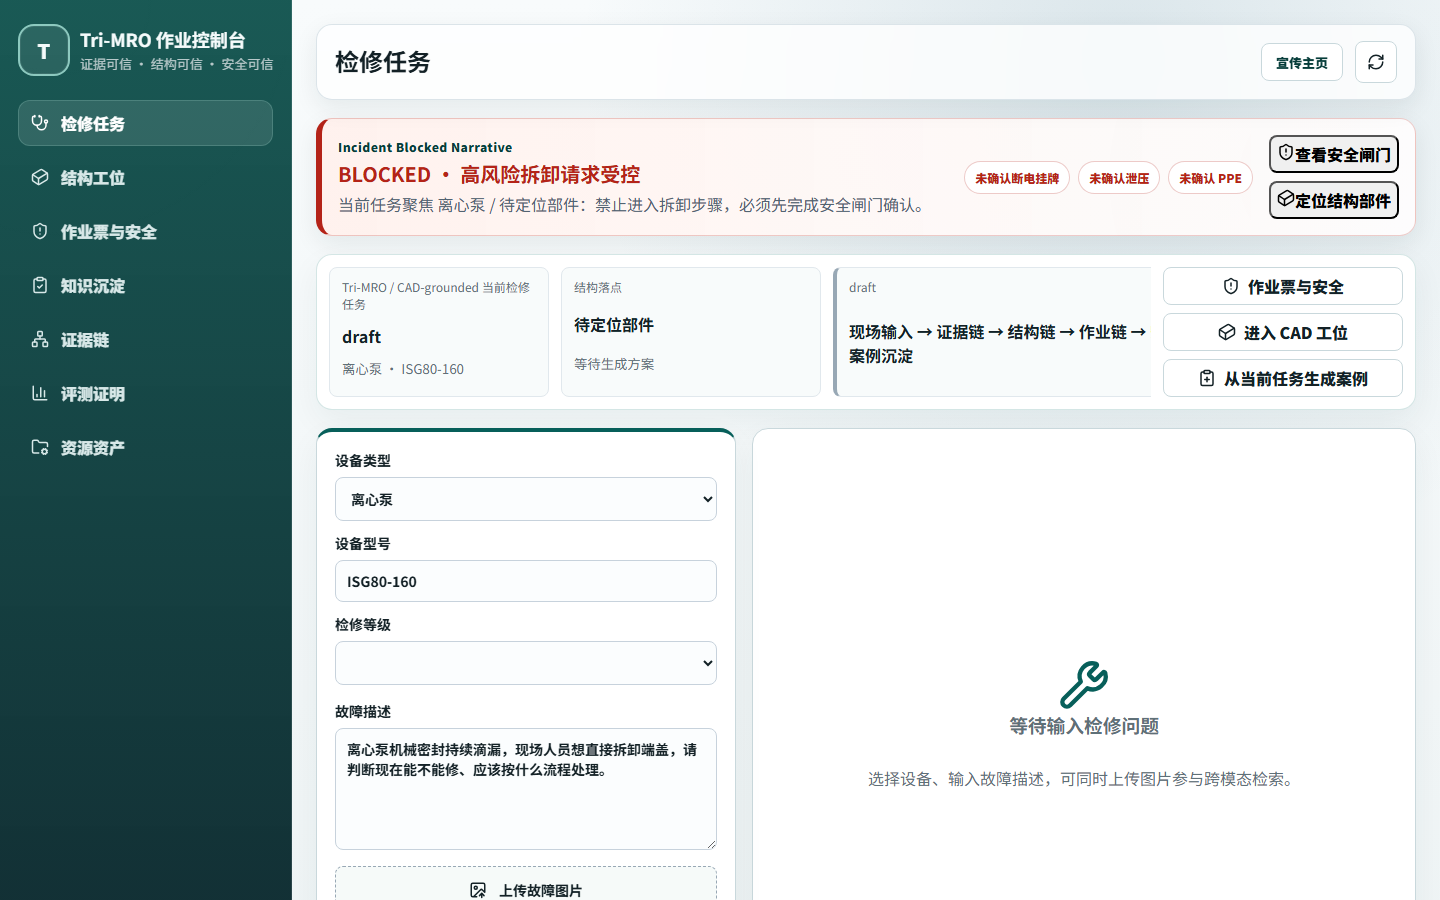 T
Tri-MRO 作业控制台
证据可信 · 结构可信 · 安全可信
检修任务
结构工位
作业票与安全
知识沉淀
证据链
评测证明
资源资产
检修任务
宣传主页
Incident Blocked Narrative
BLOCKED · 高风险拆卸请求受控
当前任务聚焦 离心泵 / 待定位部件：禁止进入拆卸步骤，必须先完成安全闸门确认。
未确认断电挂牌
未确认泄压
未确认 PPE
查看安全闸门
定位结构部件
Tri-MRO / CAD-grounded 当前检修
任务
draft
离心泵 · ISG80-160
结构落点
待定位部件
等待生成方案
draft
现场输入 → 证据链 → 结构链 → 作业链 →
案例沉淀
作业票与安全
进入 CAD 工位
从当前任务生成案例
设备类型
离心泵
设备型号
ISG80-160
检修等级
故障描述
离心泵机械密封持续滴漏，现场人员想直接拆卸端盖，请
判断现在能不能修、应该按什么流程处理。
上传故障图片
等待输入检修问题
选择设备、输入故障描述，可同时上传图片参与跨模态检索。